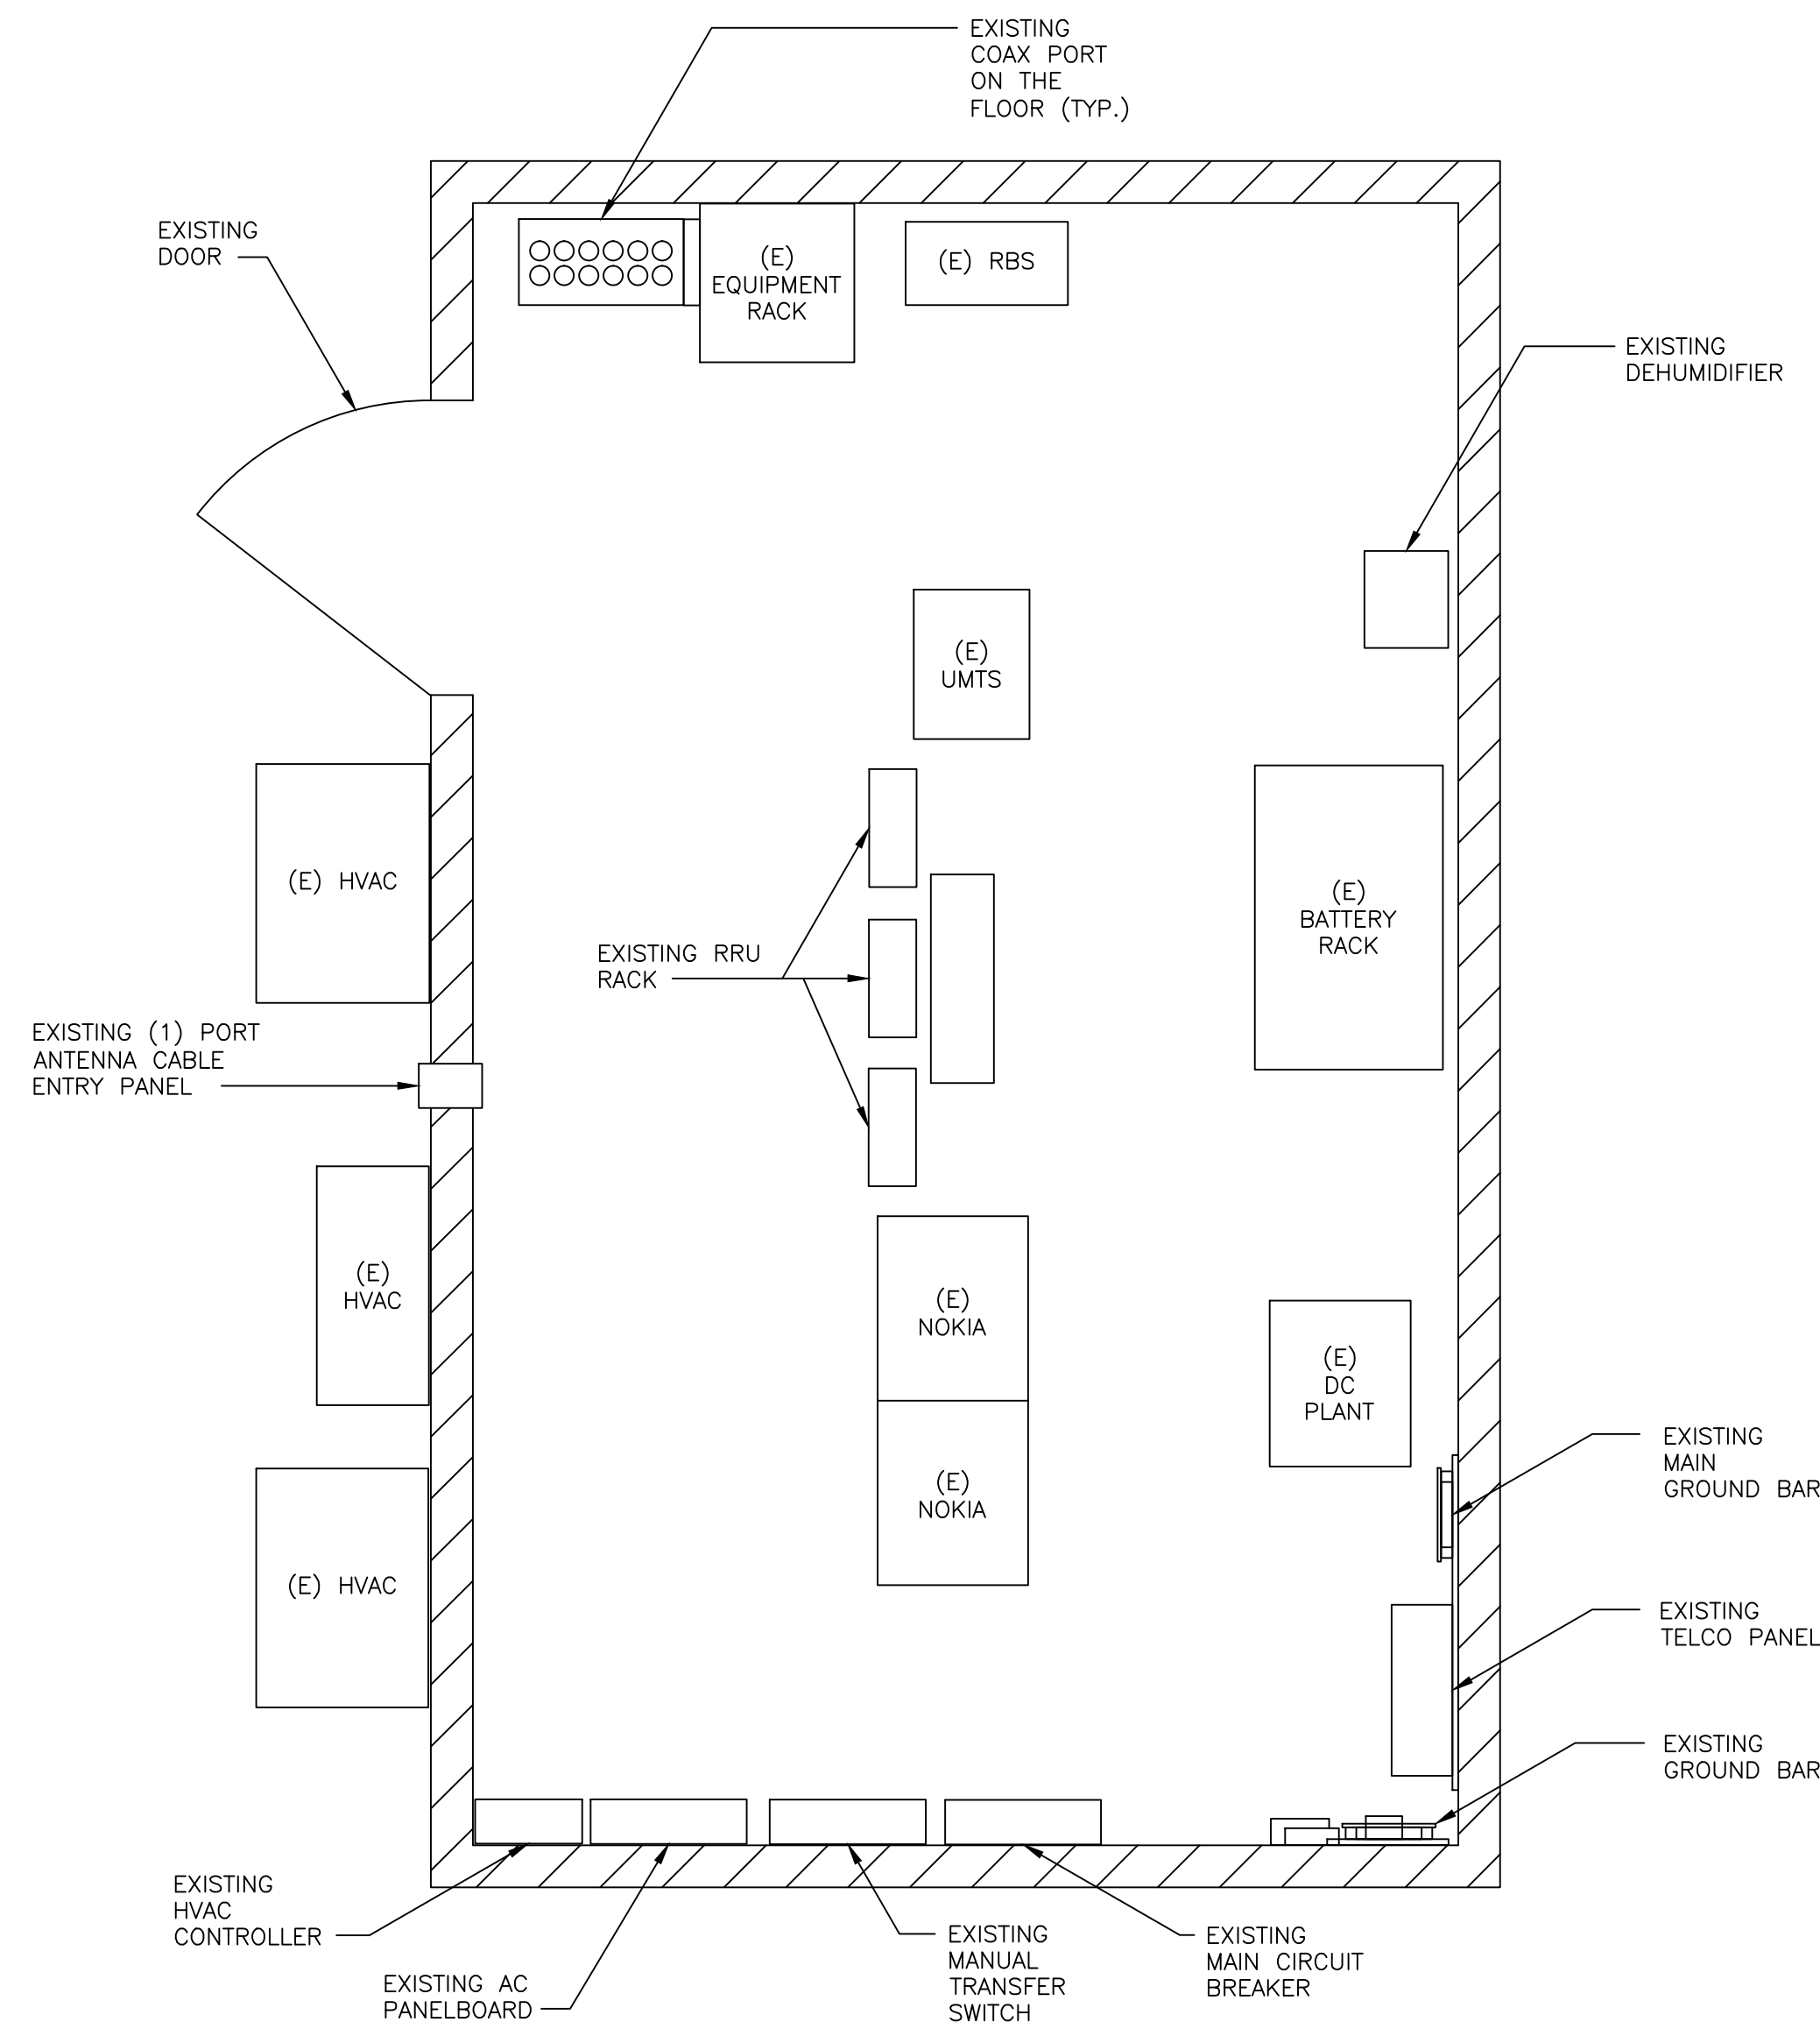 EXISTING
COAX PORT
ON THE
FLOOR (TYP.)
EXISTING
DOOR
(E)
EQUIPMENT
RACK
(E) RBS
EXISTING
DEHUMIDIFIER
(E)
UMTS
(E) HVAC
(E)
BATTERY
RACK
EXISTING RRU
RACK
EXISTING (1) PORT
ANTENNA CABLE
ENTRY PANEL
(E)
HVAC
(E)
NOKIA
(E)
DC
PLANT
EXISTING
MAIN
GROUND BAR
(E)
NOKIA
(E) HVAC
EXISTING
TELCO PANEL
EXISTING
GROUND BAR
EXISTING
HVAC
CONTROLLER
EXISTING AC
PANELBOARD
EXISTING
MANUAL
TRANSFER
SWITCH
EXISTING
MAIN CIRCUIT
BREAKER